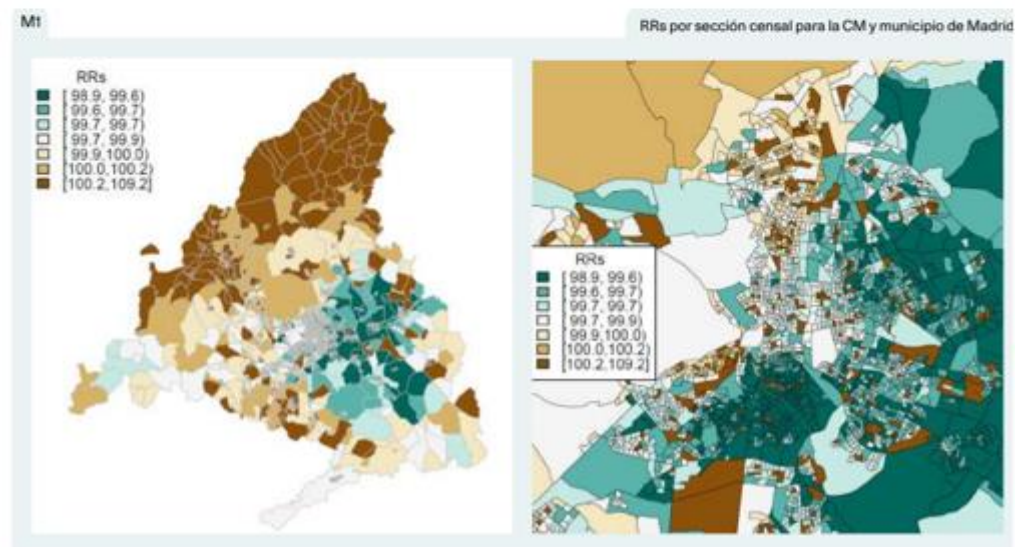 M1
RRs por sección censal para la CM y municipio de Madrid
RRs
[ 98.9, 99.6)
[ 99.6, 99.7)
[ 99.7, 99.7)
[ 99.7, 99.9)
[ 99.9,100.0)
[100.0,100.2)
[100.2,109.2]
RRs
[ 98.9, 99.6)
[ 99.6, 99.7)
[ 99.7, 99.7)
[ 99.7, 99.9)
[ 99.9,100.0)
[100.0,100.2)
[100.2,109.2]